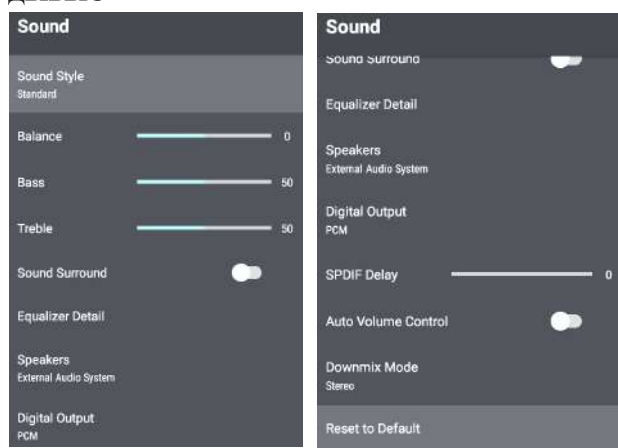 Sound
Sound Style
Standard
Balance 0
Bass 50
Treble 50
Sound Surround
Equalizer Detail
Speakers
External Audio System
Digital Output
PCM
Sound
Sound Surround
Equalizer Detail
Speakers
External Audio System
Digital Output
PCM
SPDIF Delay 0
Auto Volume Control
Downmix Mode
Stereo
Reset to Default